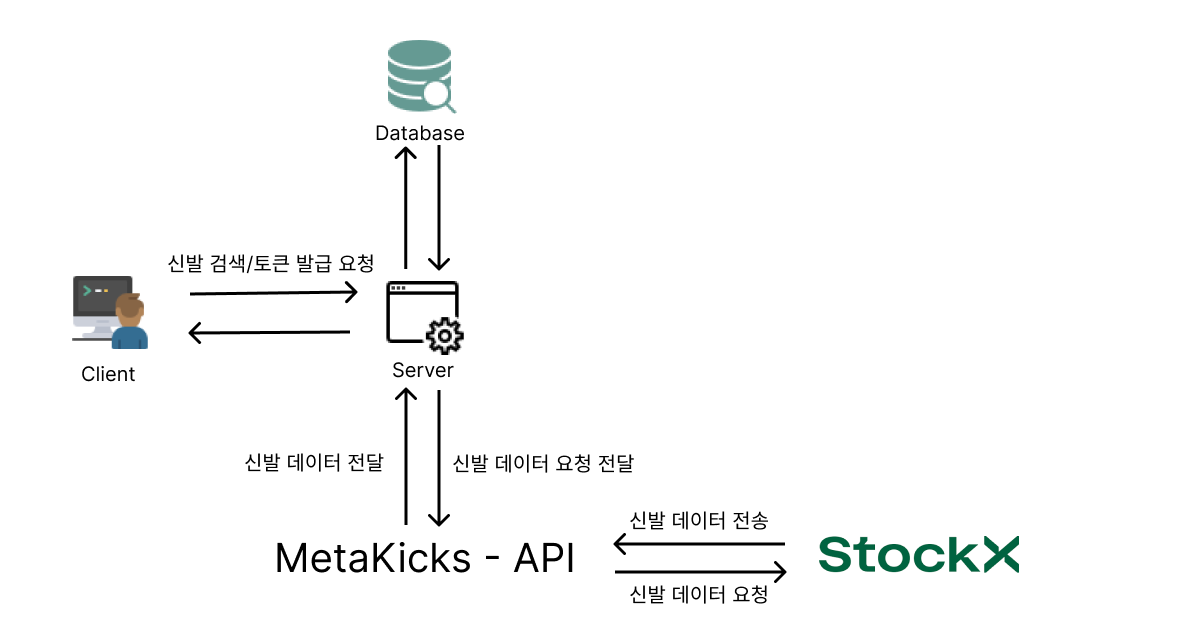 Database
신발 검색/토큰 발급 요청
Client
Server
신발 데이터 전달
신발 데이터 요청 전달
MetaKicks - API
신발 데이터 전송
StockX
신발 데이터 요청